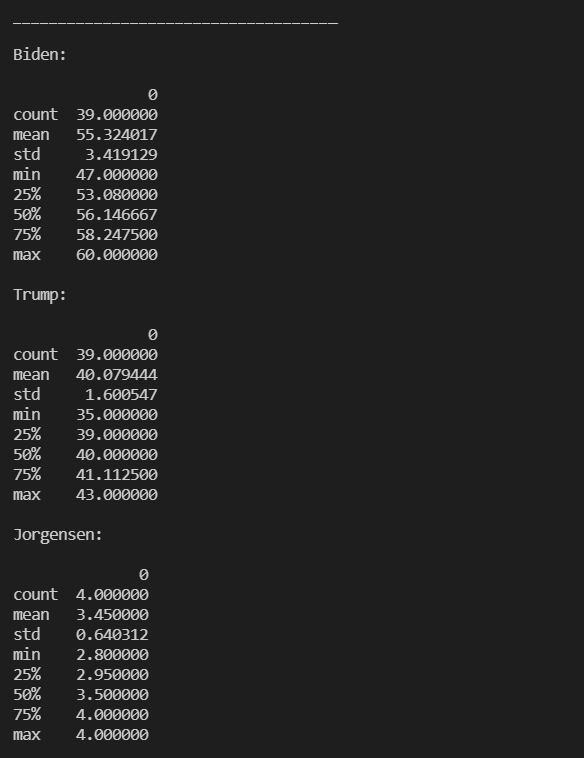 ____________________________________
Biden:
0
count 39.000000
mean 55.324017
std 3.419129
min 47.000000
25% 53.080000
50% 56.146667
75% 58.247500
max 60.000000
Trump:
0
count 39.000000
mean 40.079444
std 1.600547
min 35.000000
25% 39.000000
50% 40.000000
75% 41.112500
max 43.000000
Jorgensen:
0
count 4.000000
mean 3.450000
std 0.640312
min 2.800000
25% 2.950000
50% 3.500000
75% 4.000000
max 4.000000